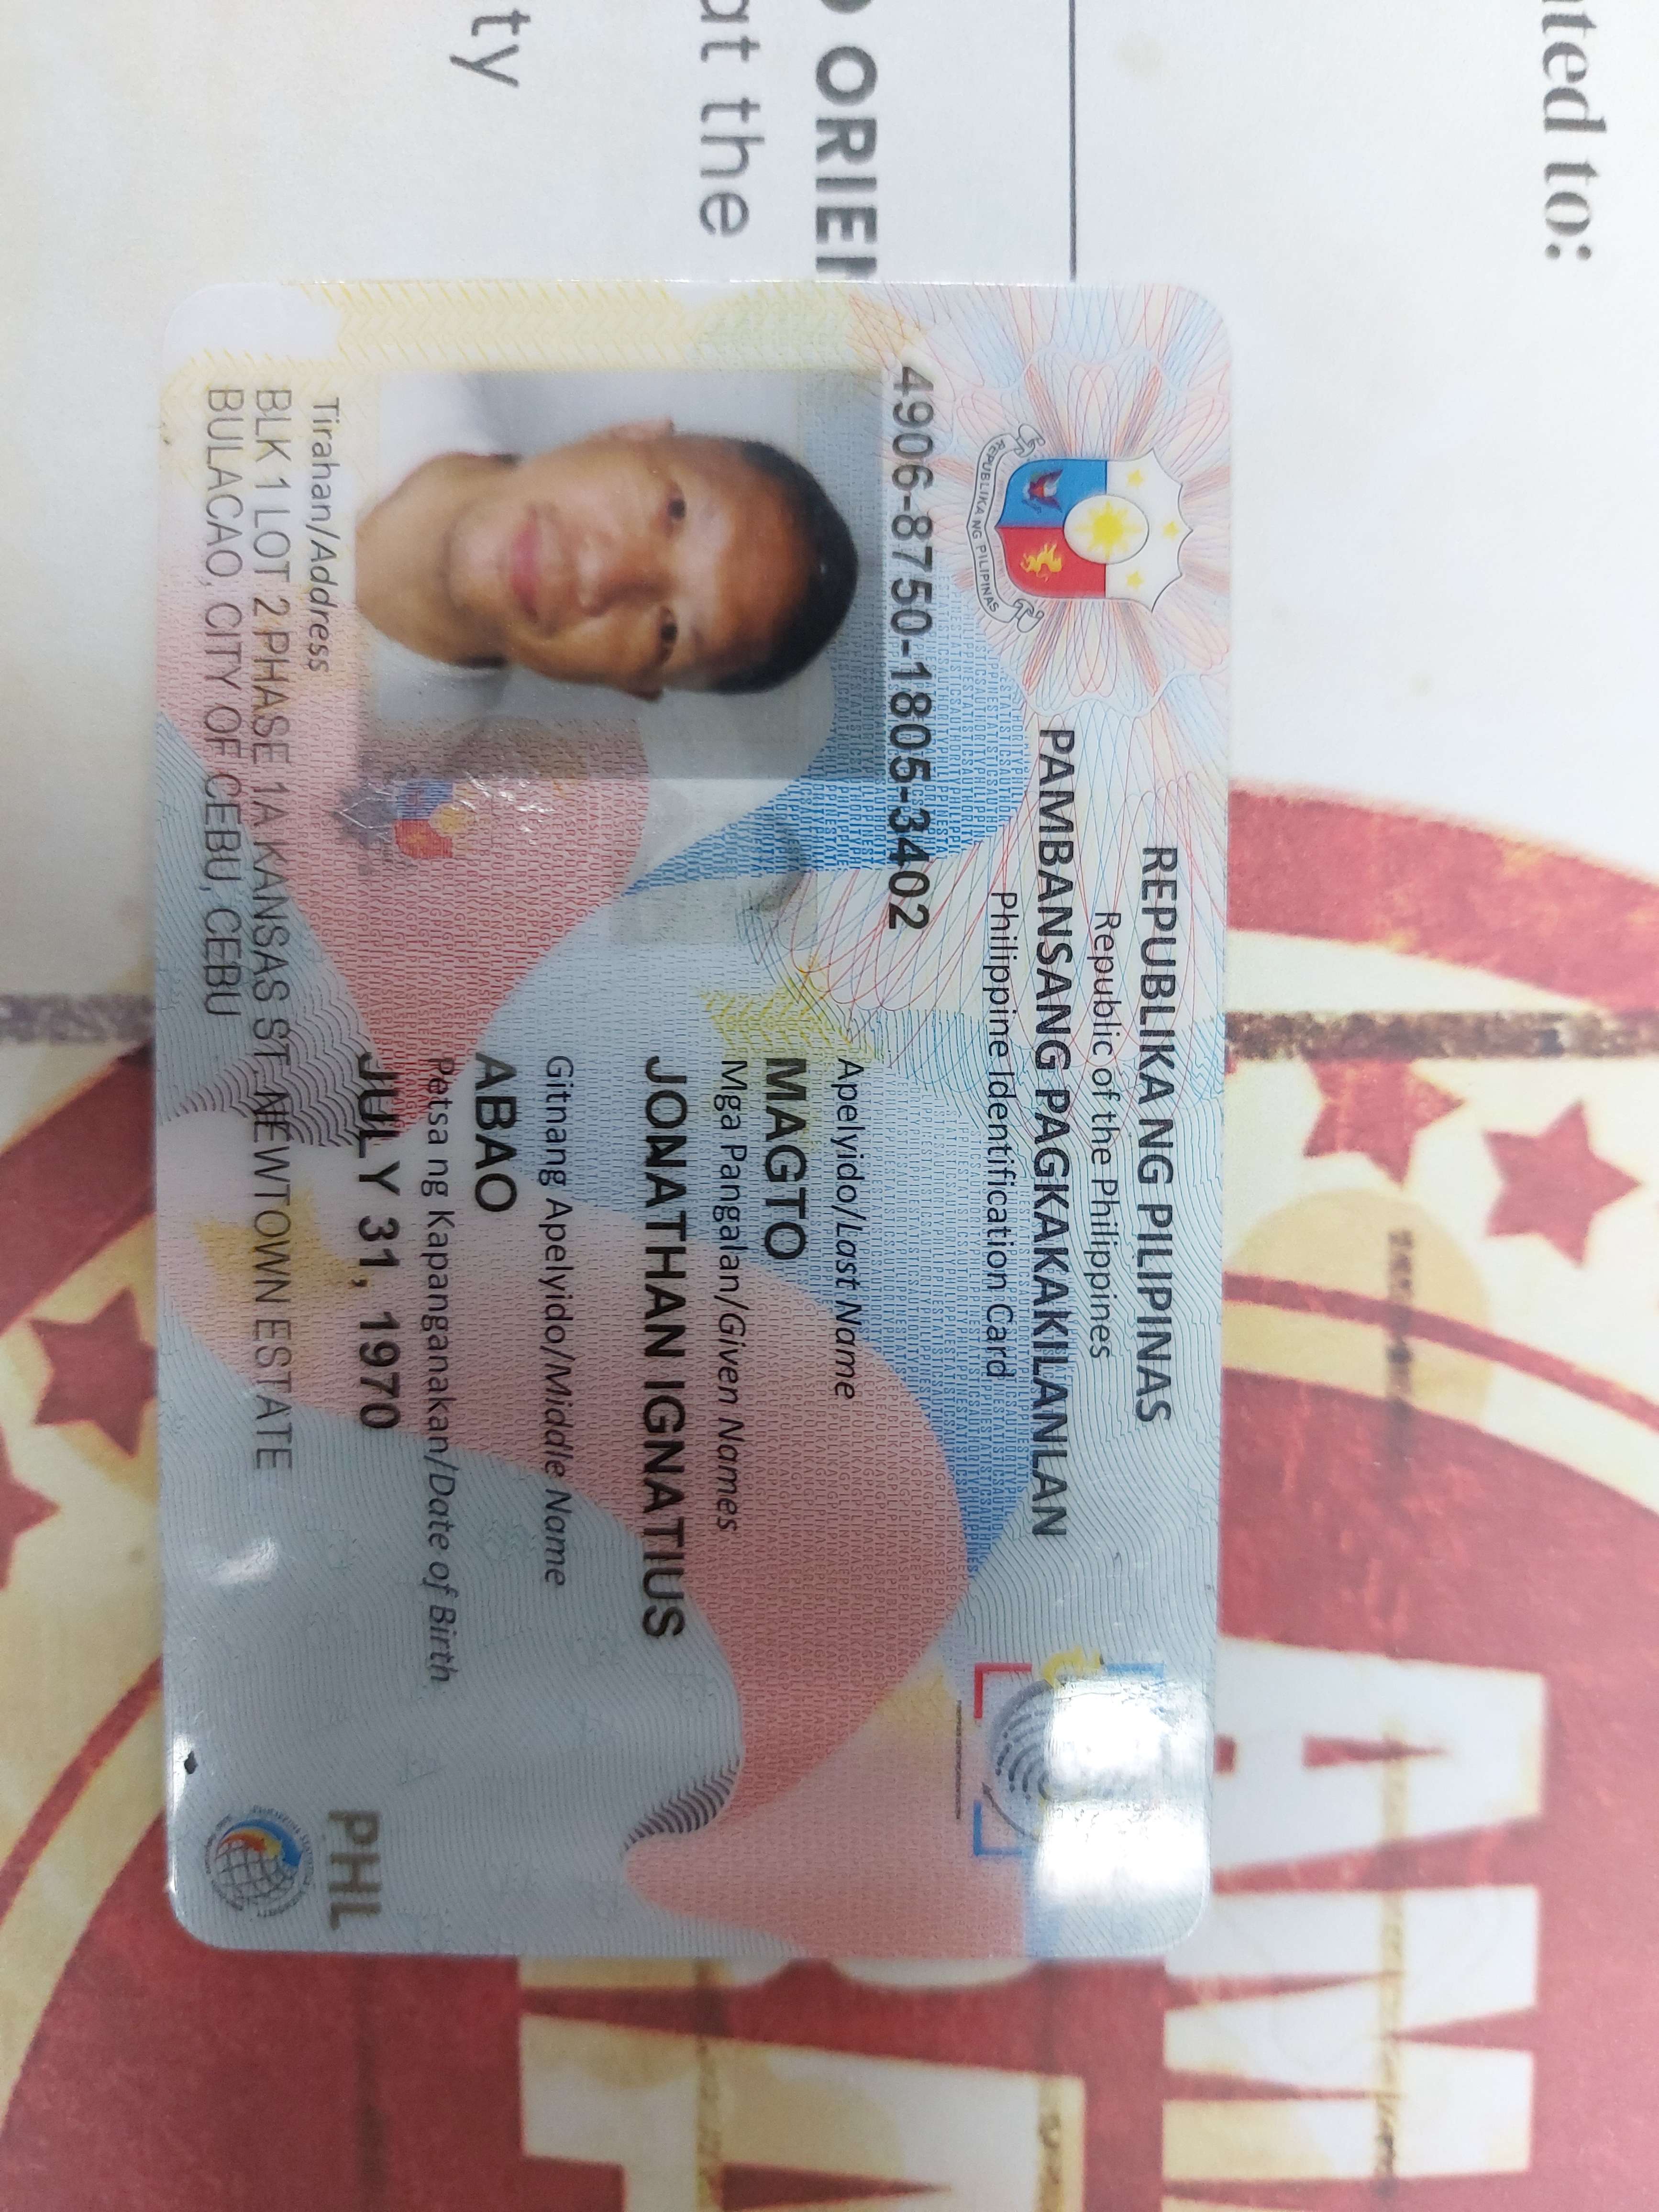 REPUBLIKA NG PILIPINAS
Republic of the Philippines
PAMBANSANG PAGKAKAKILANLAN
Philippine Identification Card
REPUBLIKA NG PILIPINAS
4906-8750-1805-3402
Apelyido/Last Name
MAGTO
Mga Pangalan/Given Names
JONATHAN IGNATIUS
Gitnang Apelyido/Middle Name
ABAO
Petsa ng Kapanganakan/Date of Birth
JULY 31, 1970
Tirahan/Address
BLK 1 LOT 2 PHASE 1A KANSAS ST. NEWTOWN ESTATE
BULACAO, CITY OF CEBU, CEBU
PHL
to:
ORIEN
at the
ty